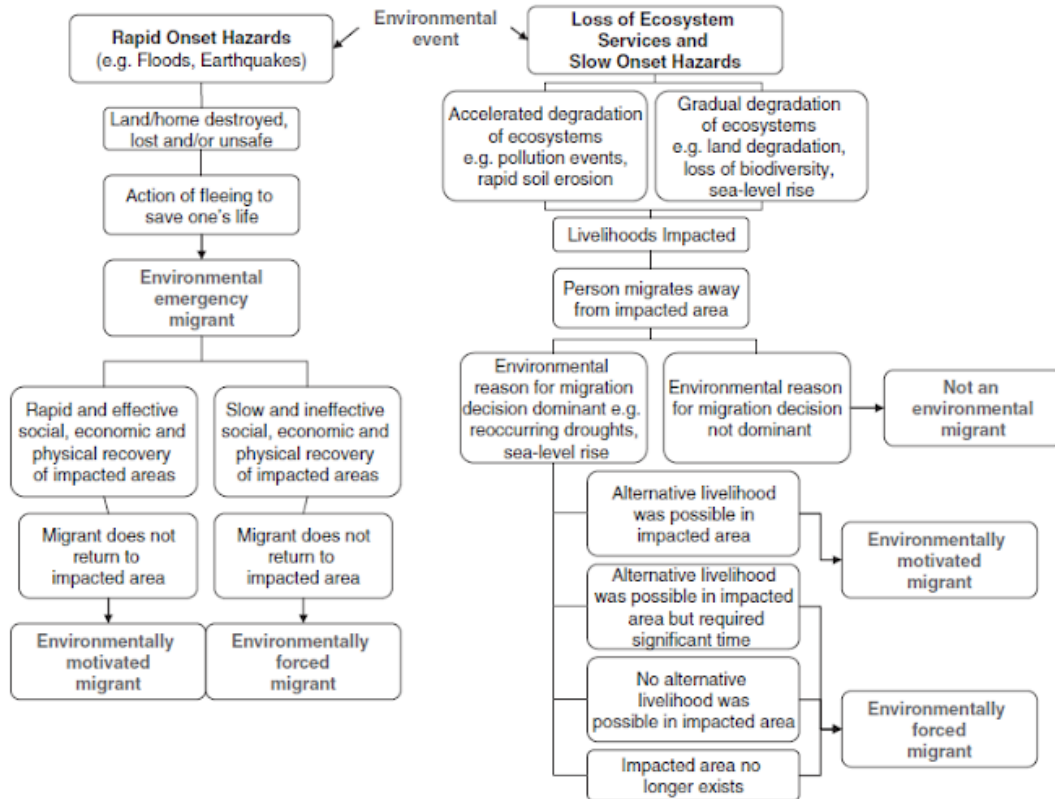 Environmental
event
Rapid Onset Hazards
(e.g. Floods, Earthquakes)
Land/home destroyed,
lost and/or unsafe
Action of fleeing to
save one's life
Environmental
emergency
migrant
Rapid and effective
social, economic and
physical recovery
of impacted areas
Slow and ineffective
social, economic and
physical recovery
of impacted areas
Migrant does not
return to
impacted area
Migrant does not
return to
impacted area
Environmentally
motivated
migrant
Environmentally
forced
migrant
Loss of Ecosystem
Services and
Slow Onset Hazards
Accelerated degradation
of ecosystems
e.g. pollution events,
rapid soil erosion
Gradual degradation
of ecosystems
e.g. land degradation,
loss of biodiversity,
sea-level rise
Livelihoods Impacted
Person migrates away
from impacted area
Environmental
reason for migration
decision dominant e.g.
reoccurring droughts,
sea-level rise
Environmental reason
for migration decision
not dominant
Not an
environmental
migrant
Alternative livelihood
was possible in
impacted area
Environmentally
motivated
migrant
Alternative livelihood
was possible in impacted
area but required
significant time
No alternative
livelihood was
possible in impacted area
Environmentally
forced
migrant
Impacted area no
longer exists